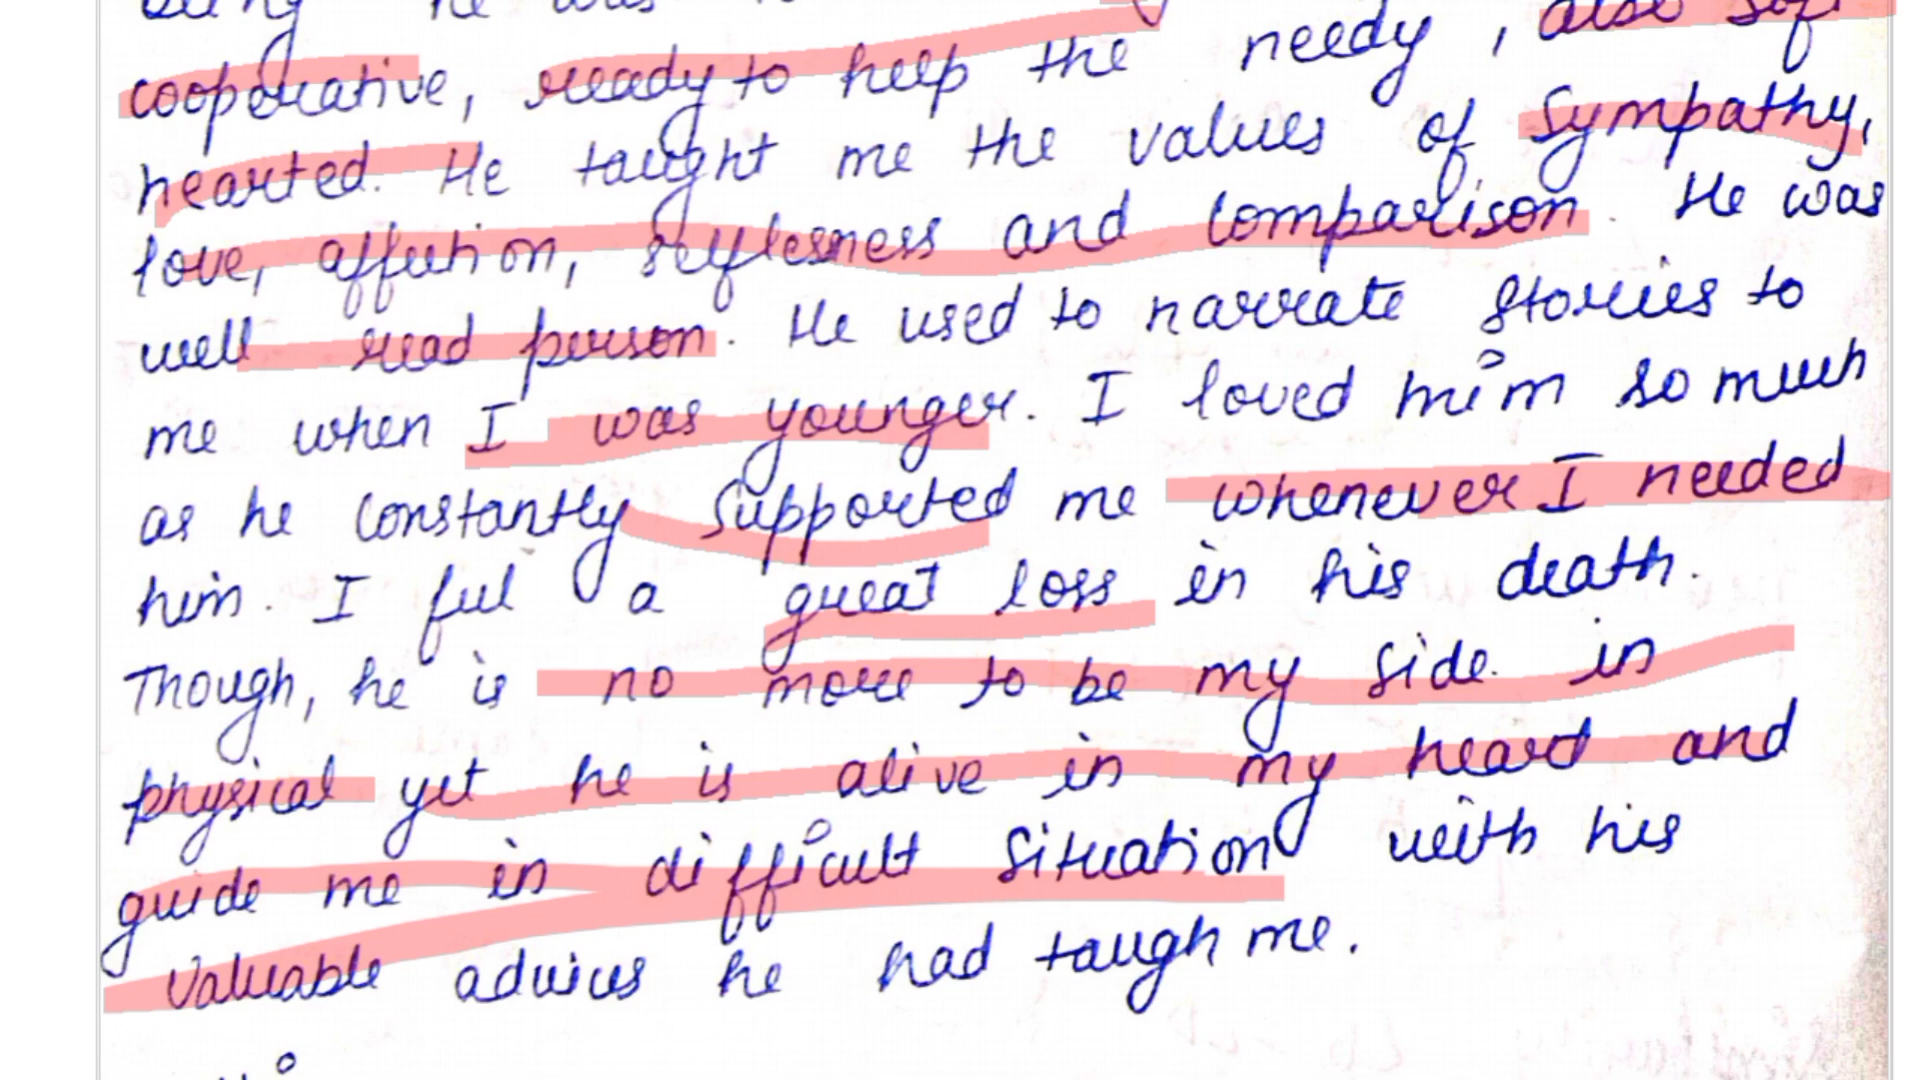 being he was
cooperative, ready to help the needy, also soft
hearted. He taught me the values of Sympathy,
love, affection, selflesness and comparison. He was
well read person. He used to narrate stories to
me when I was younger. I loved him so much
as he constantly supported me whenever I needed
him. I feel a great loss in his death.
Though, he is no more to be my side in
physical yet he is alive in my heart and
guide me in difficult situation with his
valuable advices he had taugh me.